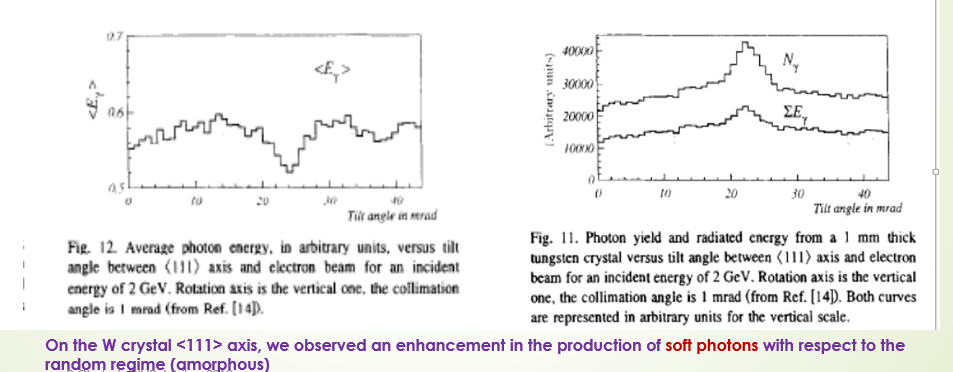 0.7
<Eγ>
<Eγ>
0.6
0.5
0 10 20 30 40
Tilt angle in mrad
Fig. 12. Average photon energy, in arbitrary units, versus tilt
angle between ⟨111⟩ axis and electron beam for an incident
energy of 2 GeV. Rotation axis is the vertical one, the collimation
angle is 1 mrad (from Ref. [14]).
(Arbitrary units)
40000
Nγ
30000
20000
ΣEγ
10000
0
0 10 20 30 40
Tilt angle in mrad
Fig. 11. Photon yield and radiated energy from a 1 mm thick
tungsten crystal versus tilt angle between ⟨111⟩ axis and electron
beam for an incident energy of 2 GeV. Rotation axis is the vertical
one, the collimation angle is 1 mrad (from Ref. [14]). Both curves
are represented in arbitrary units for the vertical scale.
On the W crystal <111> axis, we observed an enhancement in the production of soft photons with respect to the
random regime (amorphous)